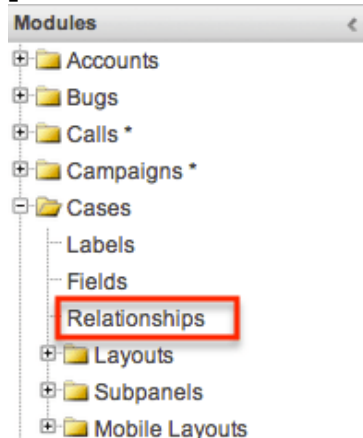 Modules
Accounts
Bugs
Calls *
Campaigns *
Cases
Labels
Fields
Relationships
Layouts
Subpanels
Mobile Layouts